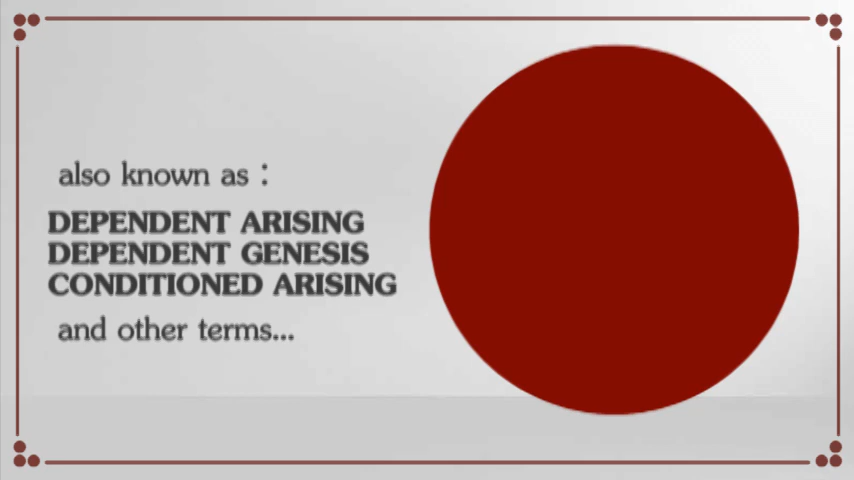 also known as :
DEPENDENT ARISING
DEPENDENT GENESIS
CONDITIONED ARISING
and other terms...